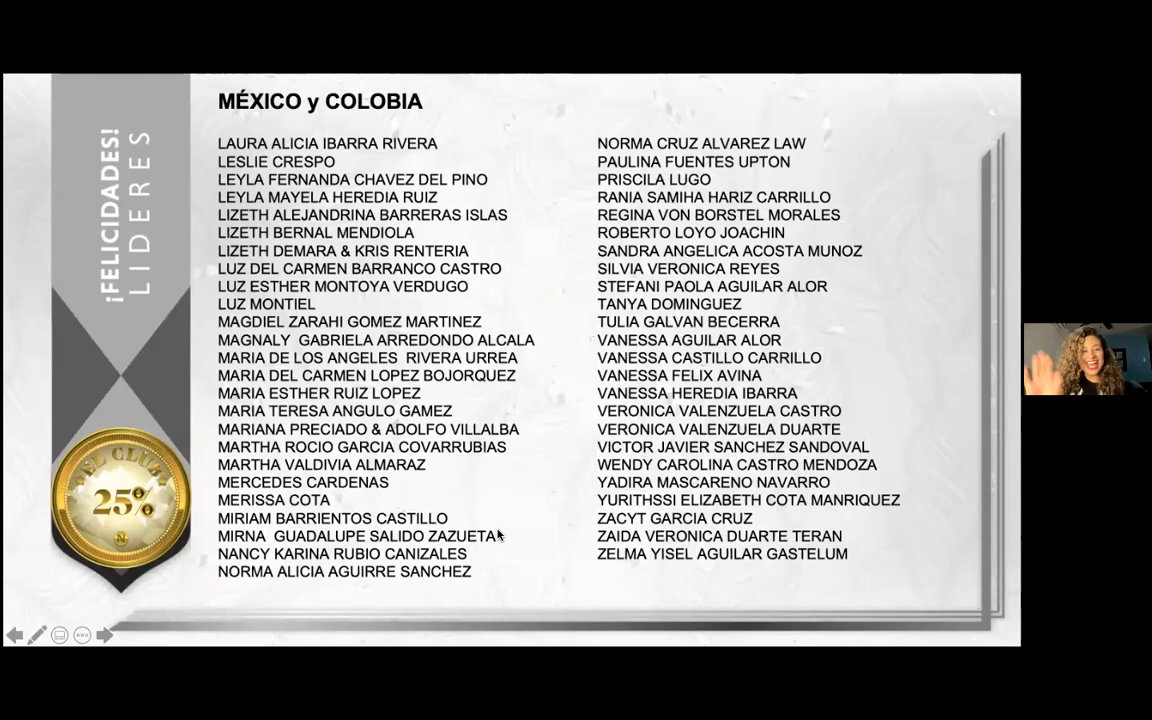 MÉXICO y COLOBIA
¡FELICIDADES!
LIDERES
LAURA ALICIA IBARRA RIVERA
LESLIE CRESPO
LEYLA FERNANDA CHAVEZ DEL PINO
LEYLA MAYELA HEREDIA RUIZ
LIZETH ALEJANDRINA BARRERAS ISLAS
LIZETH BERNAL MENDIOLA
LIZETH DEMARA & KRIS RENTERIA
LUZ DEL CARMEN BARRANCO CASTRO
LUZ ESTHER MONTOYA VERDUGO
LUZ MONTIEL
MAGDIEL ZARAHI GOMEZ MARTINEZ
MAGNALY  GABRIELA ARREDONDO ALCALA
MARIA DE LOS ANGELES  RIVERA URREA
MARIA DEL CARMEN LOPEZ BOJORQUEZ
MARIA ESTHER RUIZ LOPEZ
MARIA TERESA ANGULO GAMEZ
MARIANA PRECIADO & ADOLFO VILLALBA
MARTHA ROCIO GARCIA COVARRUBIAS
MARTHA VALDIVIA ALMARAZ
MERCEDES CARDENAS
MERISSA COTA
MIRIAM BARRIENTOS CASTILLO
MIRNA  GUADALUPE SALIDO ZAZUETA
NANCY KARINA RUBIO CANIZALES
NORMA ALICIA AGUIRRE SANCHEZ
NORMA CRUZ ALVAREZ LAW
PAULINA FUENTES UPTON
PRISCILA LUGO
RANIA SAMIHA HARIZ CARRILLO
REGINA VON BORSTEL MORALES
ROBERTO LOYO JOACHIN
SANDRA ANGELICA ACOSTA MUNOZ
SILVIA VERONICA REYES
STEFANI PAOLA AGUILAR ALOR
TANYA DOMINGUEZ
TULIA GALVAN BECERRA
VANESSA AGUILAR ALOR
VANESSA CASTILLO CARRILLO
VANESSA FELIX AVINA
VANESSA HEREDIA IBARRA
VERONICA VALENZUELA CASTRO
VERONICA VALENZUELA DUARTE
VICTOR JAVIER SANCHEZ SANDOVAL
WENDY CAROLINA CASTRO MENDOZA
YADIRA MASCARENO NAVARRO
YURITHSSI ELIZABETH COTA MANRIQUEZ
ZACYT GARCIA CRUZ
ZAIDA VERONICA DUARTE TERAN
ZELMA YISEL AGUILAR GASTELUM
EL CLUB
25%
N